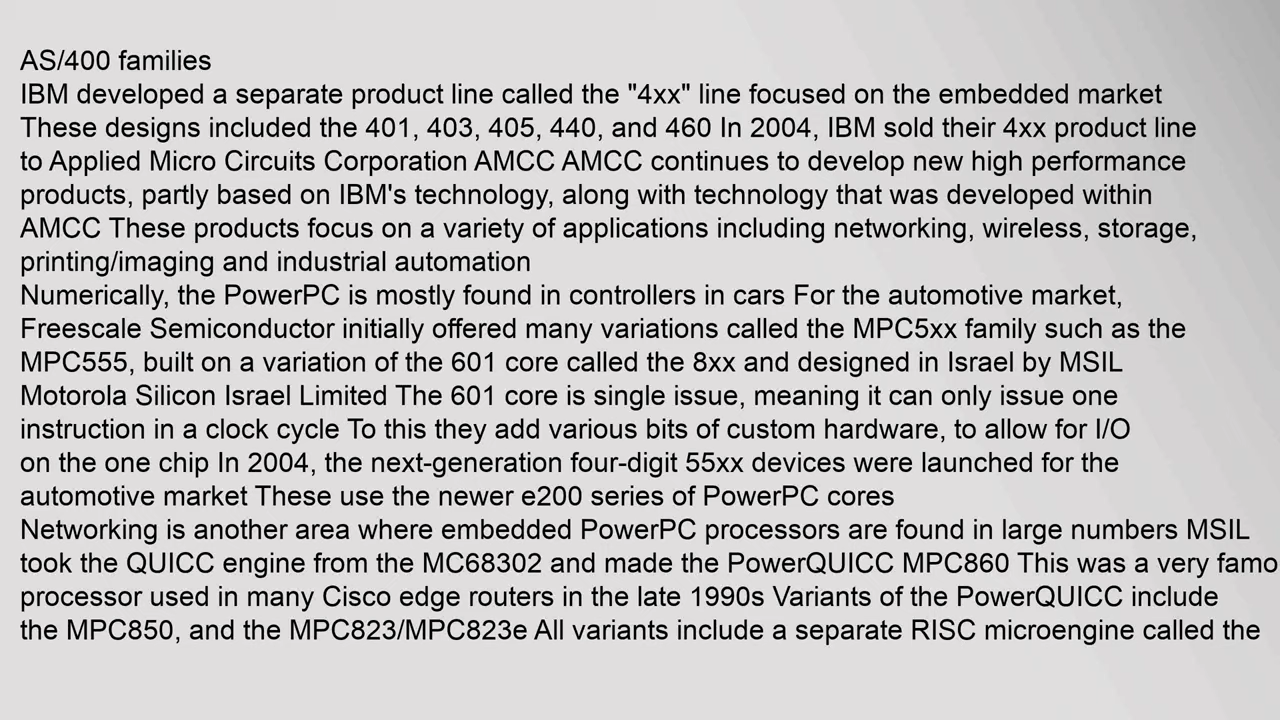 AS/400 families
IBM developed a separate product line called the "4xx" line focused on the embedded market
These designs included the 401, 403, 405, 440, and 460 In 2004, IBM sold their 4xx product line
to Applied Micro Circuits Corporation AMCC AMCC continues to develop new high performance
products, partly based on IBM's technology, along with technology that was developed within
AMCC These products focus on a variety of applications including networking, wireless, storage,
printing/imaging and industrial automation
Numerically, the PowerPC is mostly found in controllers in cars For the automotive market,
Freescale Semiconductor initially offered many variations called the MPC5xx family such as the
MPC555, built on a variation of the 601 core called the 8xx and designed in Israel by MSIL
Motorola Silicon Israel Limited The 601 core is single issue, meaning it can only issue one
instruction in a clock cycle To this they add various bits of custom hardware, to allow for I/O
on the one chip In 2004, the next-generation four-digit 55xx devices were launched for the
automotive market These use the newer e200 series of PowerPC cores
Networking is another area where embedded PowerPC processors are found in large numbers MSIL
took the QUICC engine from the MC68302 and made the PowerQUICC MPC860 This was a very famo
processor used in many Cisco edge routers in the late 1990s Variants of the PowerQUICC include
the MPC850, and the MPC823/MPC823e All variants include a separate RISC microengine called the